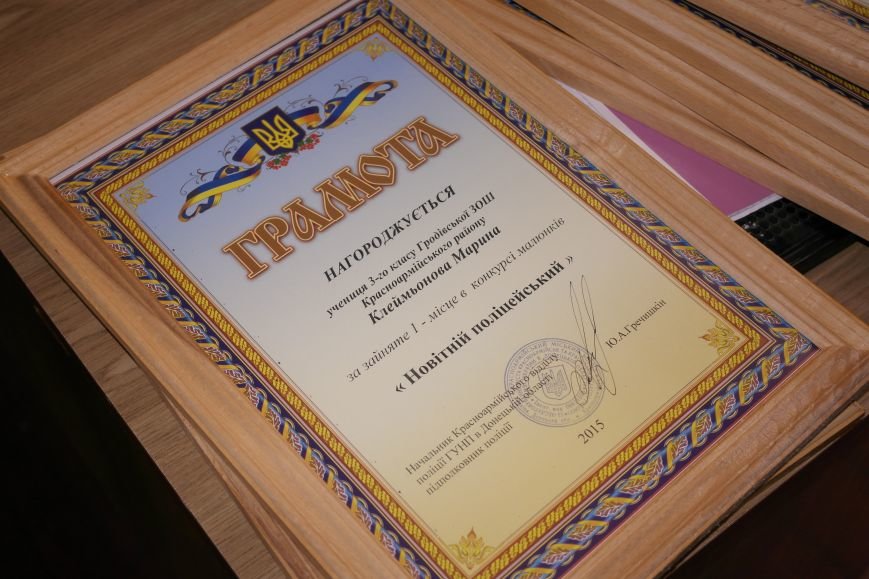 ГРАМОТА
НАГОРОДЖУЄТЬСЯ
учениця 3-го класу Гродівської ЗОШ
Красноармійського району
Клеймьонова Марина
за зайняте 1 - місце в конкурсі малюнків
« Новітній поліцейський »
Начальник Красноармійського відділу
поліції ГУНП в Донецькій області
підполковник поліції
Ю.А.Гречишкін
2015